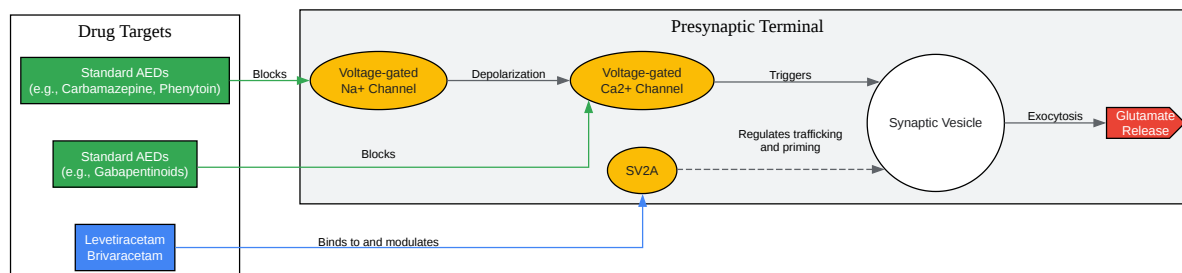 Drug Targets
Presynaptic Terminal
Standard AEDs
(e.g., Carbamazepine, Phenytoin)
Blocks
Voltage-gated
Na+ Channel
Depolarization
Voltage-gated
Ca2+ Channel
Triggers
Synaptic Vesicle
Exocytosis
Glutamate
Release
Standard AEDs
(e.g., Gabapentinoids)
Blocks
SV2A
Regulates trafficking
and priming
Levetiracetam
Brivaracetam
Binds to and modulates